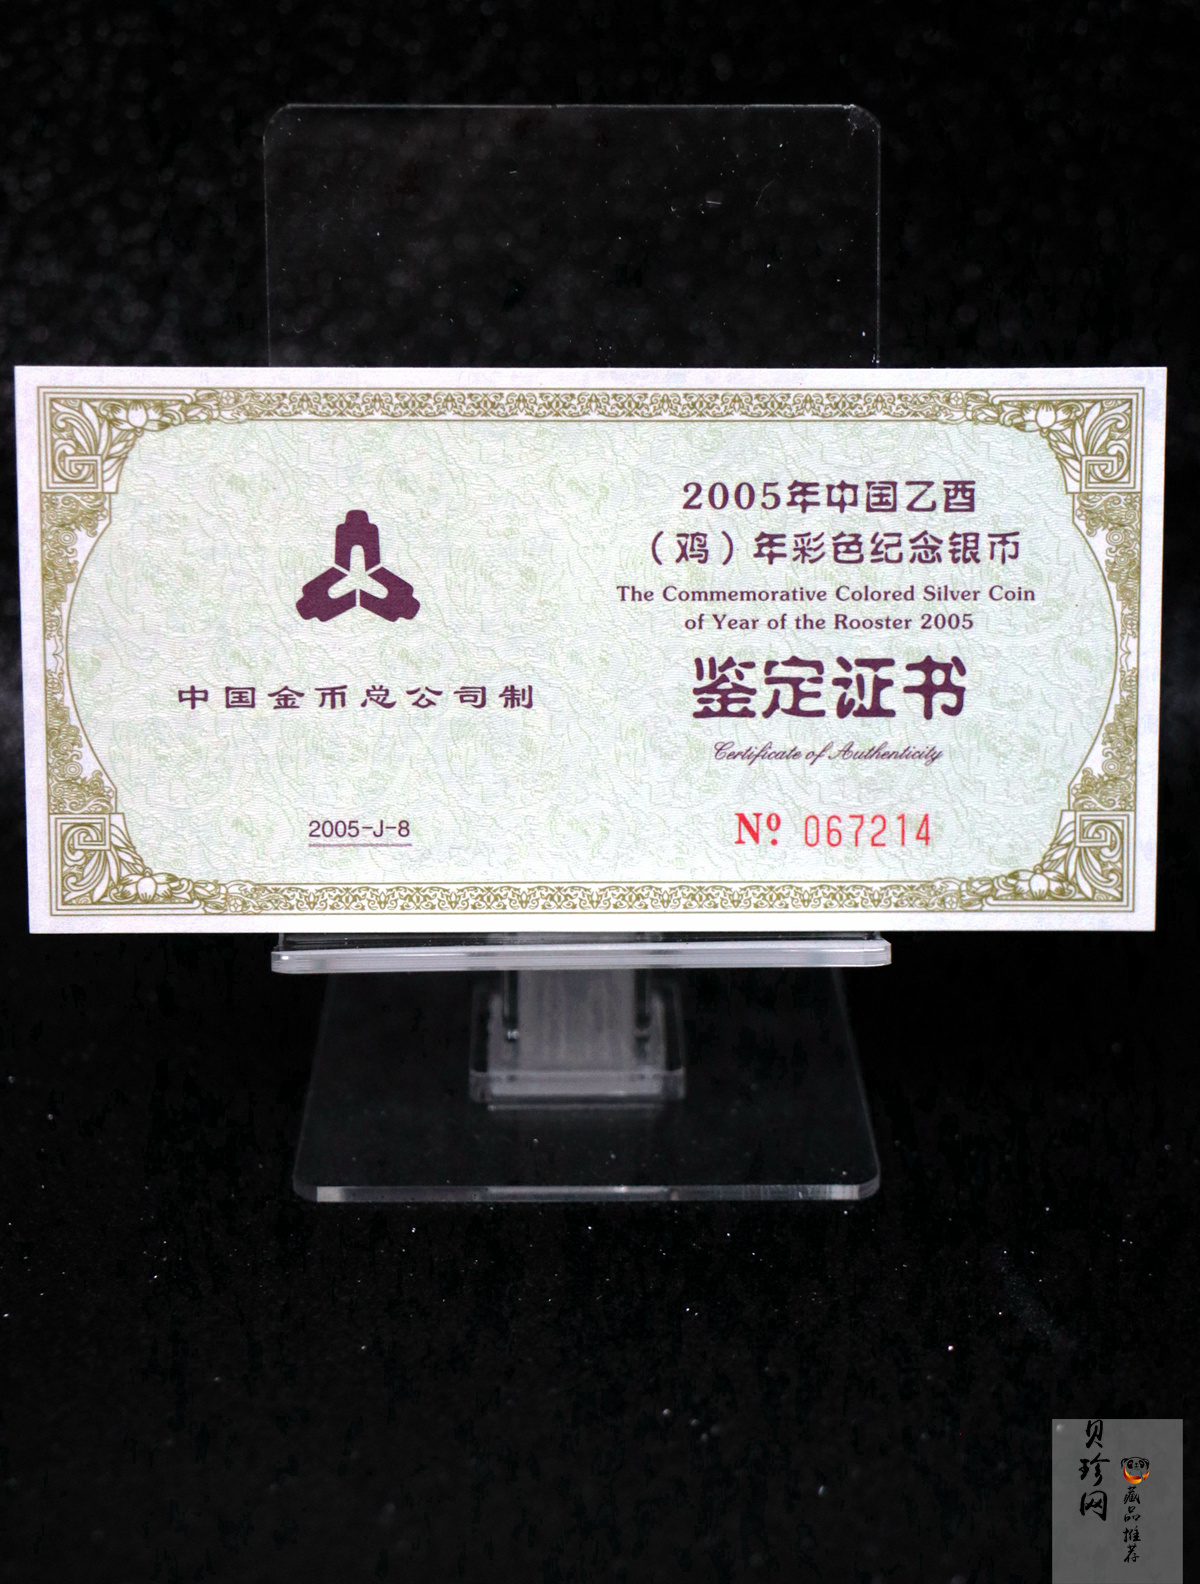 中国金币总公司制
2005-J-8
2005年中国乙酉
（鸡）年彩色纪念银币
The Commemorative Colored Silver Coin
of Year of the Rooster 2005
鉴定证书
Certificate of Authenticity
Nº 067214
贝珍网
藏品推荐